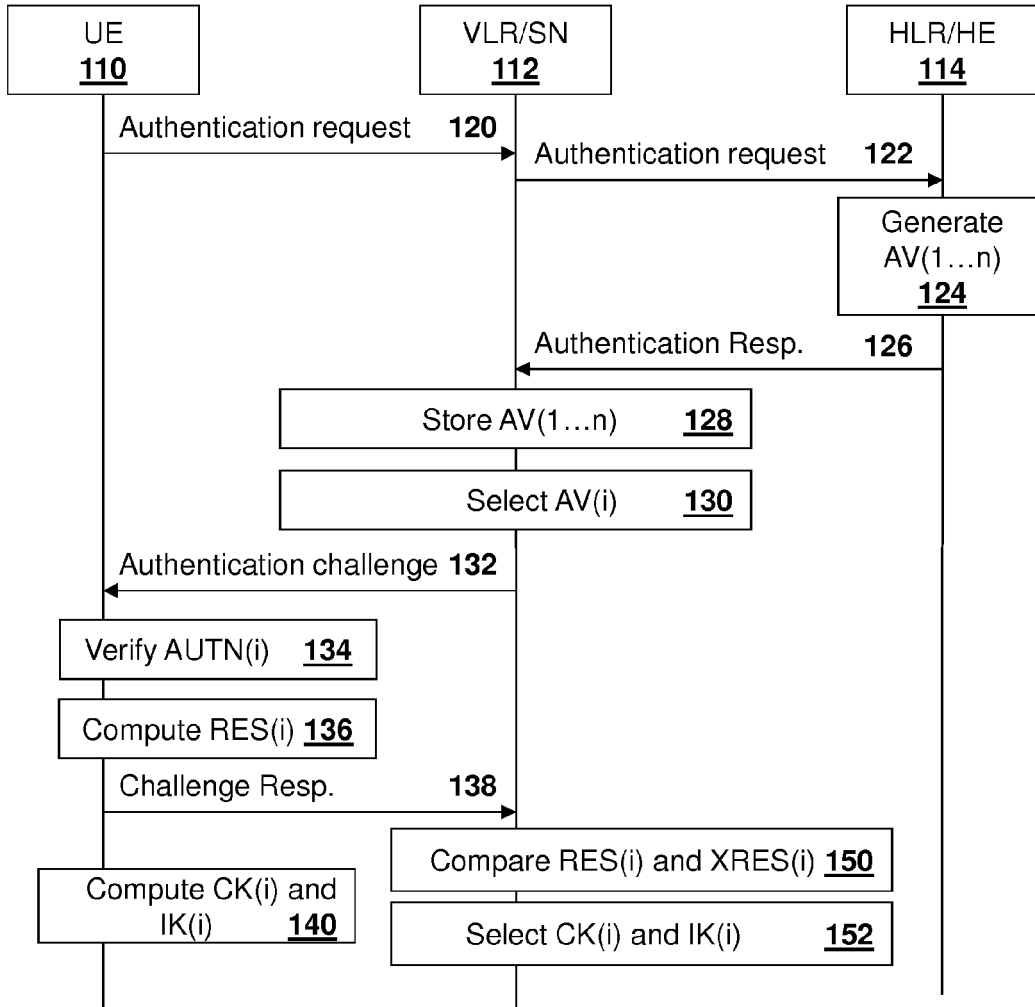 UE
110
VLR/SN
112
HLR/HE
114
Authentication request 120
Authentication request 122
Generate
AV(1...n)
124
Authentication Resp. 126
Store AV(1...n) 128
Select AV(i) 130
Authentication challenge 132
Verify AUTN(i) 134
Compute RES(i) 136
Challenge Resp. 138
Compare RES(i) and XRES(i) 150
Compute CK(i) and
IK(i) 140
Select CK(i) and IK(i) 152